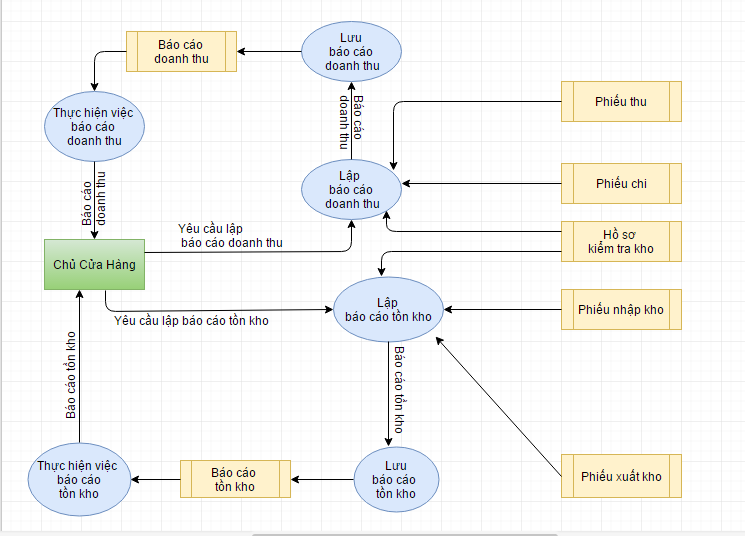 Báo cáo
doanh thu
Lưu
báo cáo
doanh thu
Thực hiện việc
báo cáo
doanh thu
Báo cáo
doanh thu
Phiếu thu
Lập
báo cáo
doanh thu
Phiếu chi
Báo cáo
doanh thu
Yêu cầu lập
báo cáo doanh thu
Hồ sơ
kiểm tra kho
Chủ Cửa Hàng
Lập
báo cáo tồn kho
Phiếu nhập kho
Yêu cầu lập báo cáo tồn kho
Báo cáo tồn kho
Báo cáo tồn kho
Thực hiện việc
báo cáo
tồn kho
Báo cáo
tồn kho
Lưu
báo cáo
tồn kho
Phiếu xuất kho